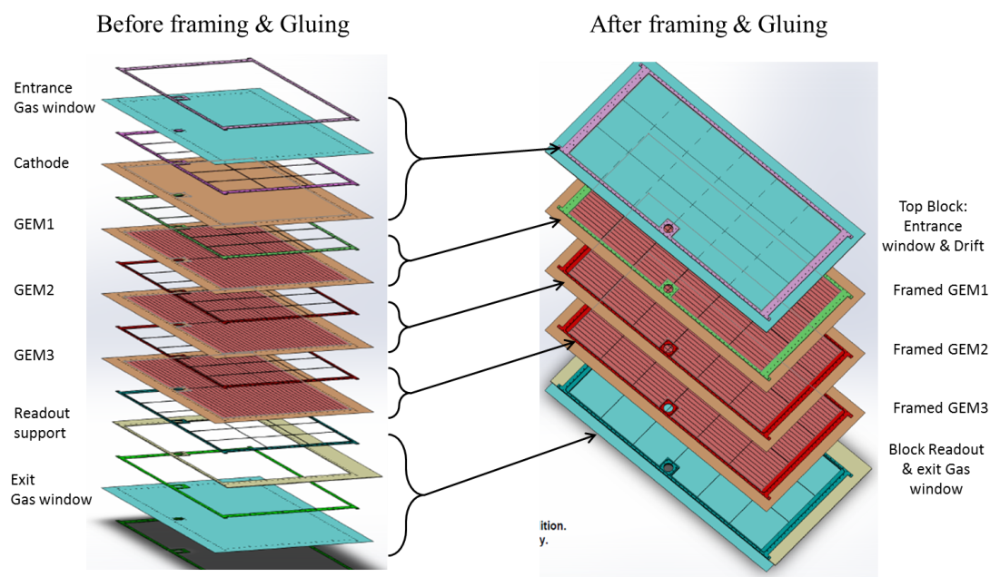 Before framing & Gluing
After framing & Gluing
Entrance
Gas window
Cathode
GEM1
GEM2
GEM3
Readout
support
Exit
Gas window
Top Block:
Entrance
window & Drift
Framed GEM1
Framed GEM2
Framed GEM3
Block Readout
& exit Gas
window
ition.
y.